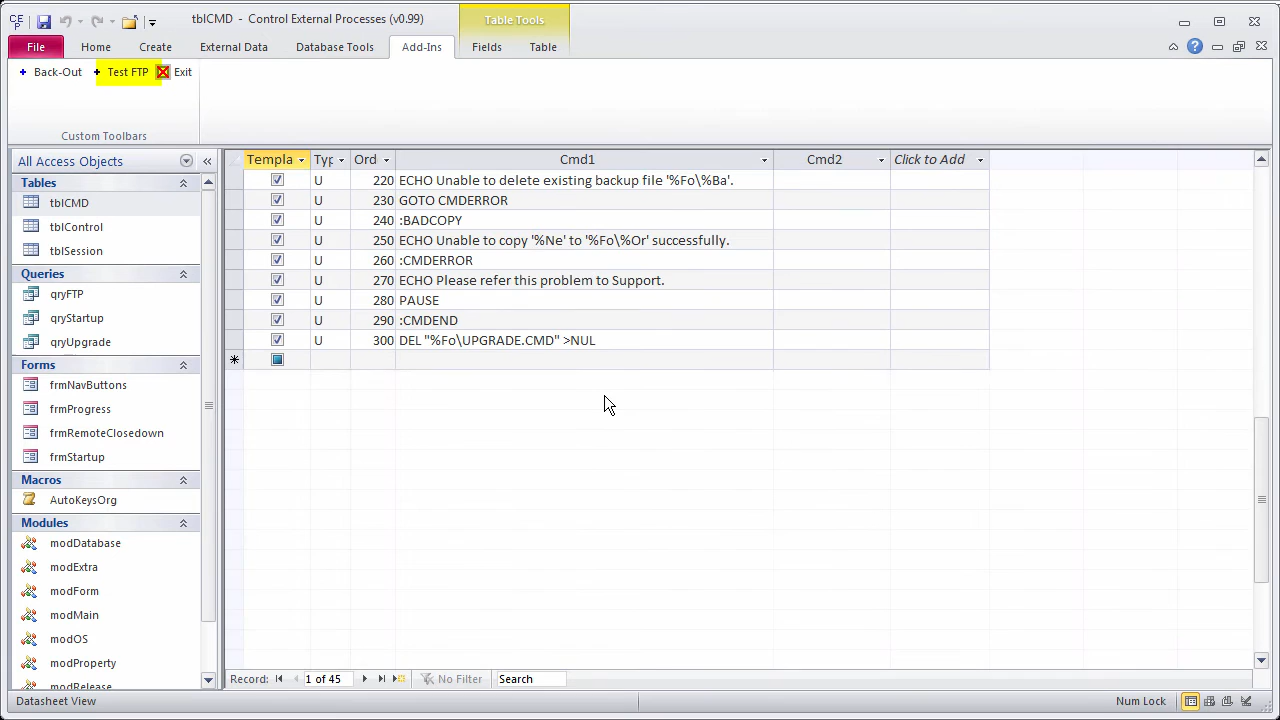 tblCMD - Control External Processes (v0.99)
Table Tools
File Home Create External Data Database Tools Add-Ins Fields Table
Back-Out Test FTP Exit
Custom Toolbars
All Access Objects
Tables
tblCMD
tblControl
tblSession
Queries
qryFTP
qryStartup
qryUpgrade
Forms
frmNavButtons
frmProgress
frmRemoteClosedown
frmStartup
Macros
AutoKeysOrg
Modules
modDatabase
modExtra
modForm
modMain
modOS
modProperty
modRelease
Templa Typ Ord Cmd1 Cmd2 Click to Add
U 220 ECHO Unable to delete existing backup file '%Fo\%Ba'.
U 230 GOTO CMDERROR
U 240 :BADCOPY
U 250 ECHO Unable to copy '%Ne' to '%Fo\%Or' successfully.
U 260 :CMDERROR
U 270 ECHO Please refer this problem to Support.
U 280 PAUSE
U 290 :CMDEND
U 300 DEL "%Fo\UPGRADE.CMD" >NUL
Record: 1 of 45 No Filter Search
Datasheet View Num Lock